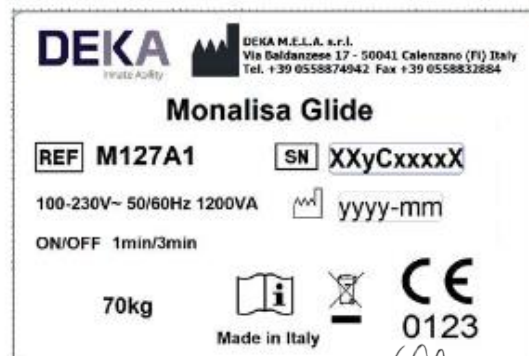 DEKA
Innate Ability
DEKA M.E.L.A. s.r.l.
Via Baldanzese 17 - 50041 Calenzano (FI) Italy
Tel. +39 0558874942 Fax +39 0558832884
Monalisa Glide
REF M127A1
SN XXyCxxxxX
100-230V~ 50/60Hz 1200VA
yyyy-mm
ON/OFF 1min/3min
70kg
i
CE
0123
Made in Italy